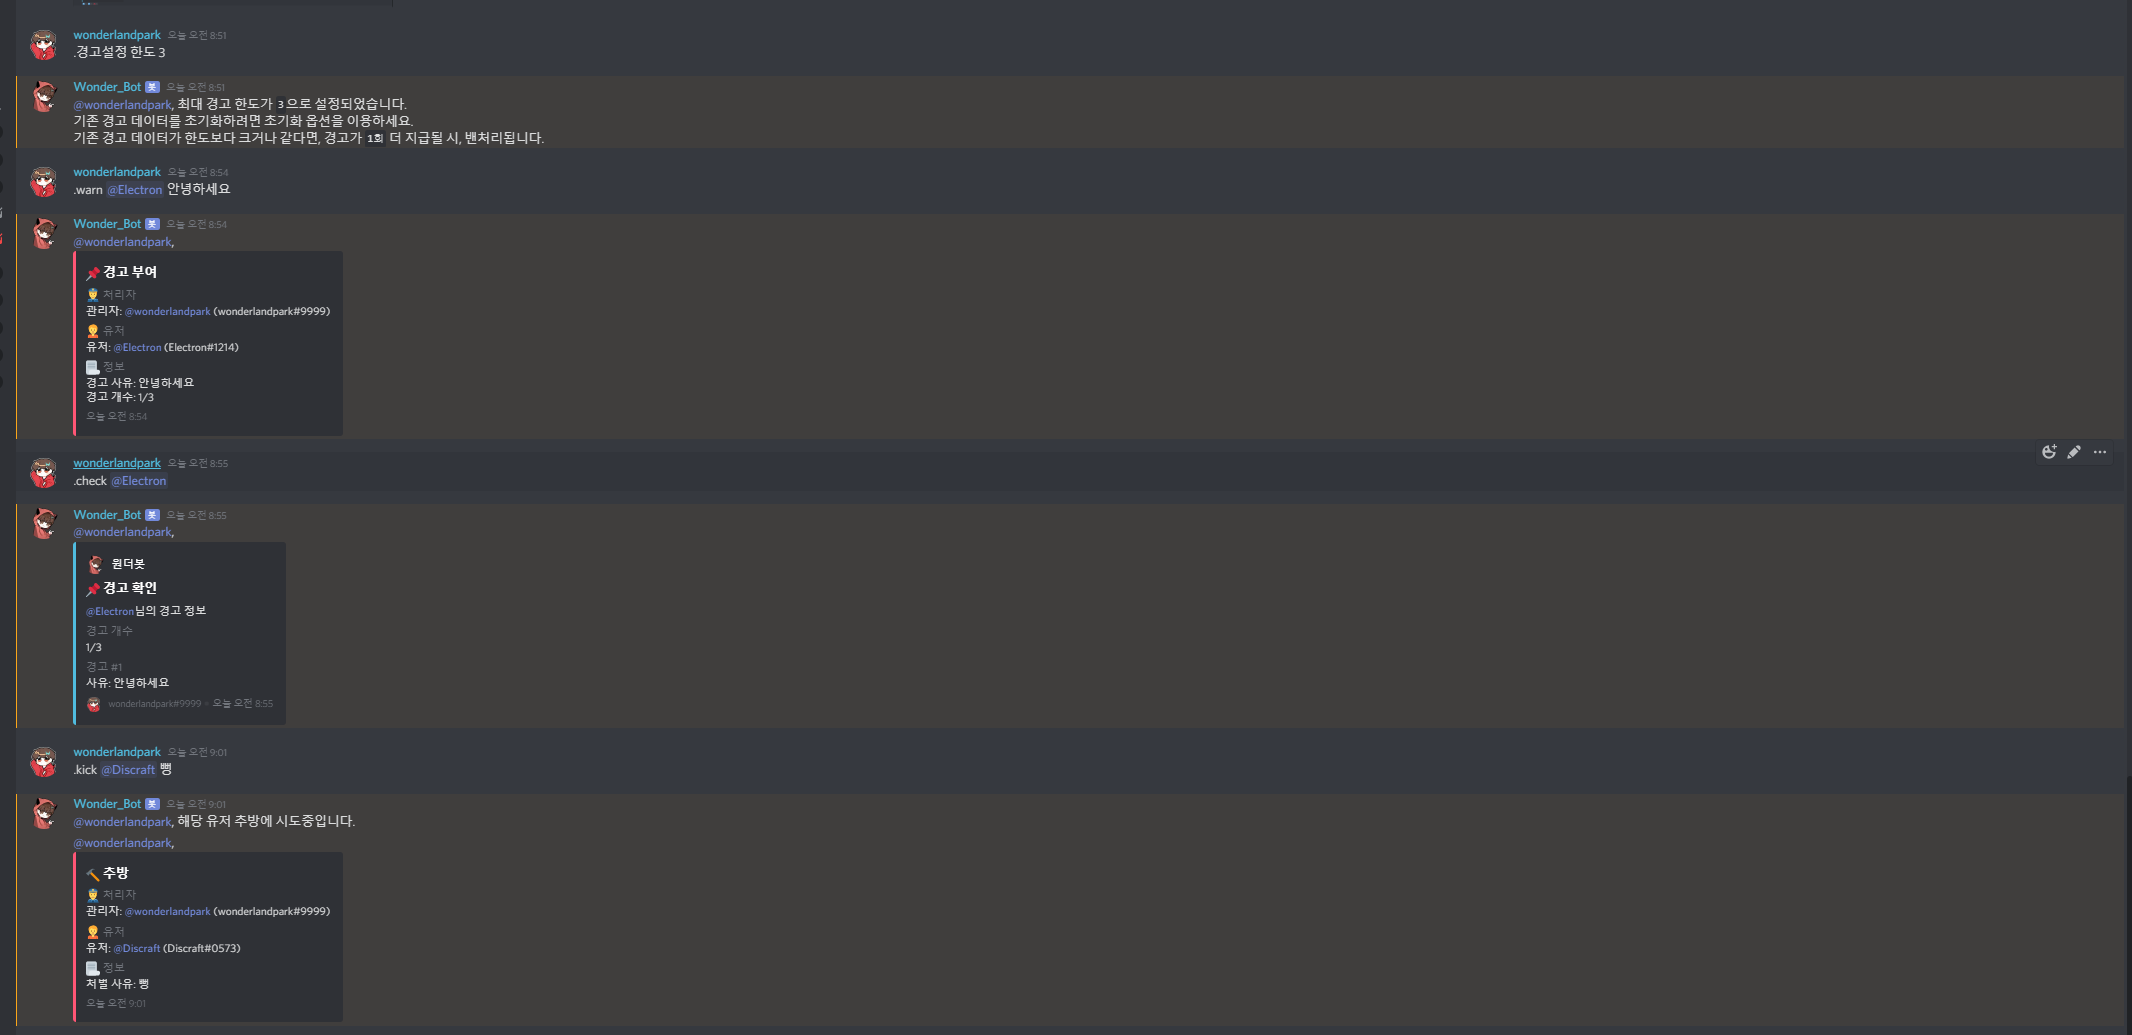 wonderlandpark 오늘 오전 8:51
.경고설정 한도 3
Wonder_Bot 봇 오늘 오전 8:51
@wonderlandpark, 최대 경고 한도가 3으로 설정되었습니다.
기존 경고 데이터를 초기화하려면 초기화 옵션을 이용하세요.
기존 경고 데이터가 한도보다 크거나 같다면, 경고가 1회 더 지급될 시, 밴처리됩니다.
wonderlandpark 오늘 오전 8:54
.warn @Electron 안녕하세요
Wonder_Bot 봇 오늘 오전 8:54
@wonderlandpark,
경고 부여
처리자
관리자: @wonderlandpark (wonderlandpark#9999)
유저
유저: @Electron (Electron#1214)
정보
경고 사유: 안녕하세요
경고 개수: 1/3
오늘 오전 8:54
wonderlandpark 오늘 오전 8:55
.check @Electron
Wonder_Bot 봇 오늘 오전 8:55
@wonderlandpark,
원더봇
경고 확인
@Electron님의 경고 정보
경고 개수
1/3
경고 #1
사유: 안녕하세요
wonderlandpark#9999 • 오늘 오전 8:55
wonderlandpark 오늘 오전 9:01
.kick @Discraft 뻥
Wonder_Bot 봇 오늘 오전 9:01
@wonderlandpark, 해당 유저 추방에 시도중입니다.
@wonderlandpark,
추방
처리자
관리자: @wonderlandpark (wonderlandpark#9999)
유저
유저: @Discraft (Discraft#0573)
정보
처벌 사유: 뻥
오늘 오전 9:01